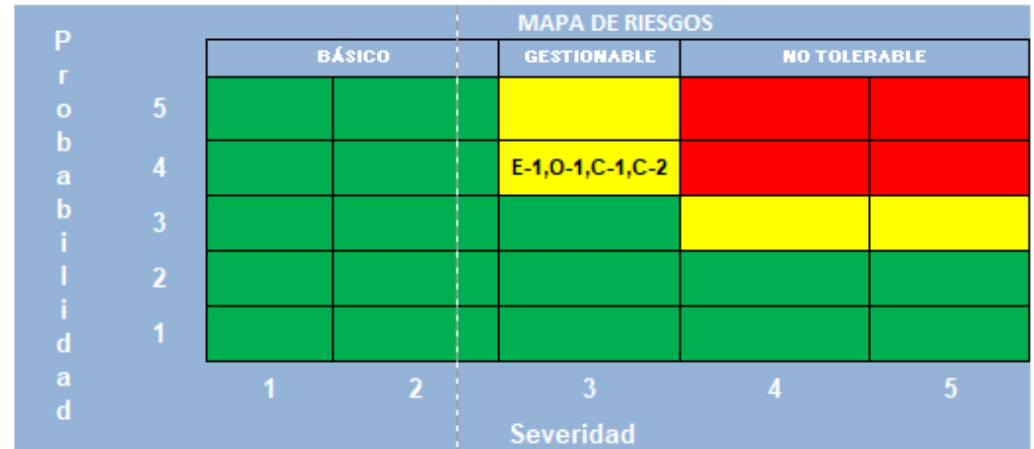 MAPA DE RIESGOS
Probabilidad
BÁSICO GESTIONABLE NO TOLERABLE
5
4 E-1,O-1,C-1,C-2
3
2
1
1 2 3 4 5
Severidad